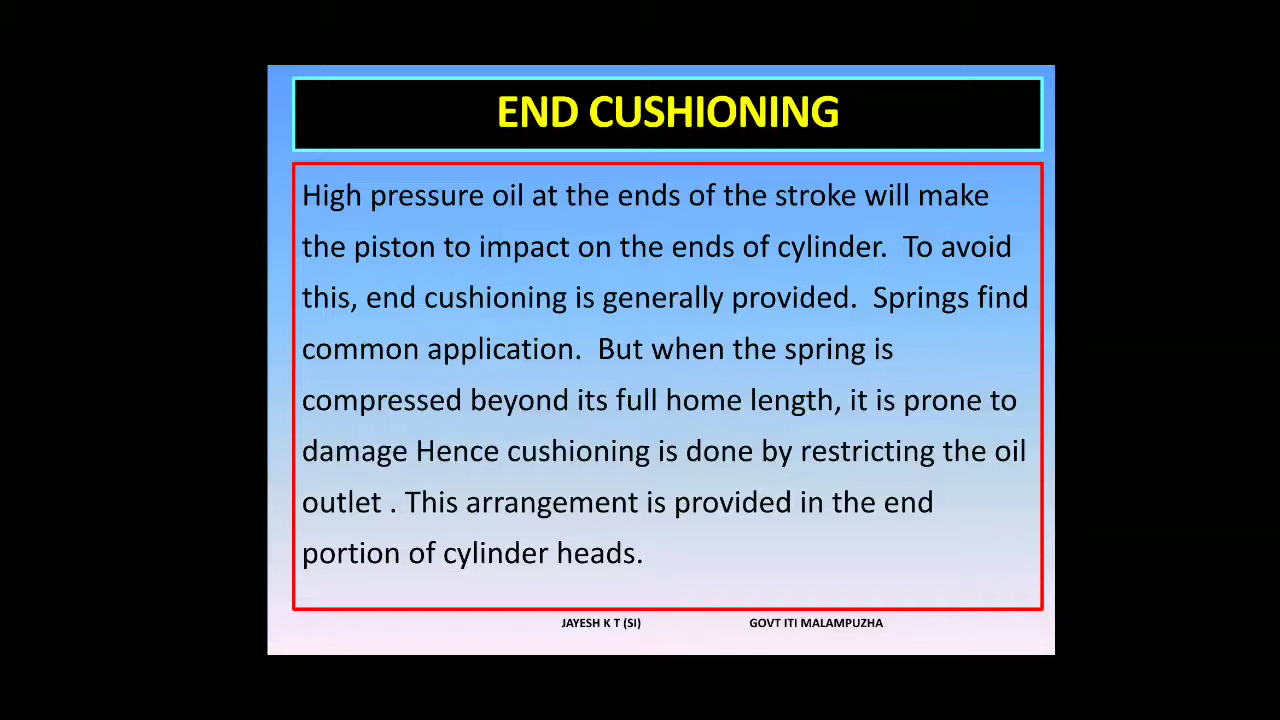 END CUSHIONING
High pressure oil at the ends of the stroke will make
the piston to impact on the ends of cylinder. To avoid
this, end cushioning is generally provided. Springs find
common application. But when the spring is
compressed beyond its full home length, it is prone to
damage Hence cushioning is done by restricting the oil
outlet . This arrangement is provided in the end
portion of cylinder heads.
JAYESH K T (SI) GOVT ITI MALAMPUZHA